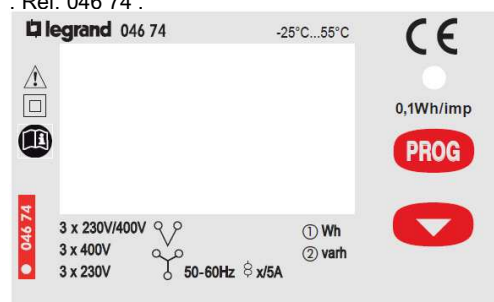 . Réf. 046 74 .
legrand 046 74
-25°C...55°C
CE
0,1Wh/imp
PROG
046 74
3 x 230V/400V
3 x 400V
3 x 230V
50-60Hz x/5A
① Wh
② varh